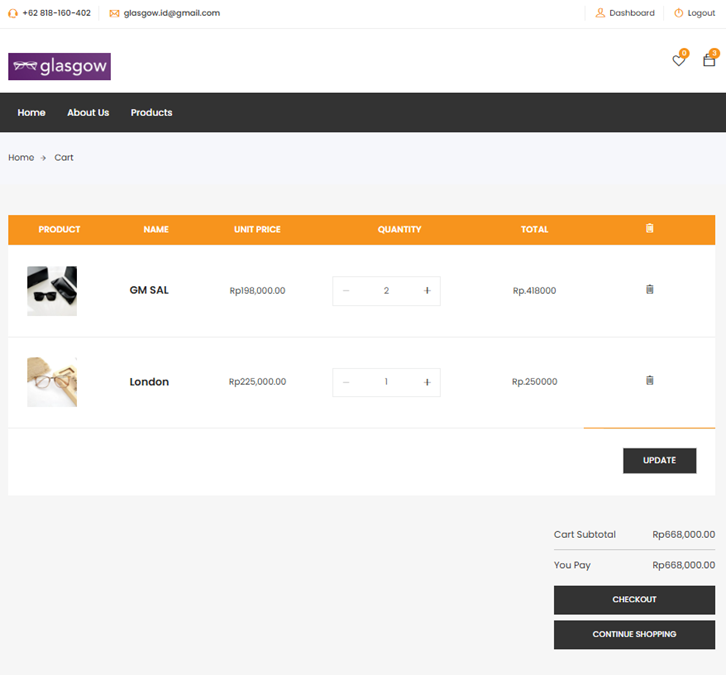 +62 818-160-402 glasgow.id@gmail.com Dashboard Logout
glasgow 0 3
Home About Us Products
Home → Cart
PRODUCT NAME UNIT PRICE QUANTITY TOTAL
GM SAL Rp198,000.00 − 2 + Rp.418000
London Rp225,000.00 − 1 + Rp.250000
UPDATE
Cart Subtotal Rp668,000.00
You Pay Rp668,000.00
CHECKOUT
CONTINUE SHOPPING